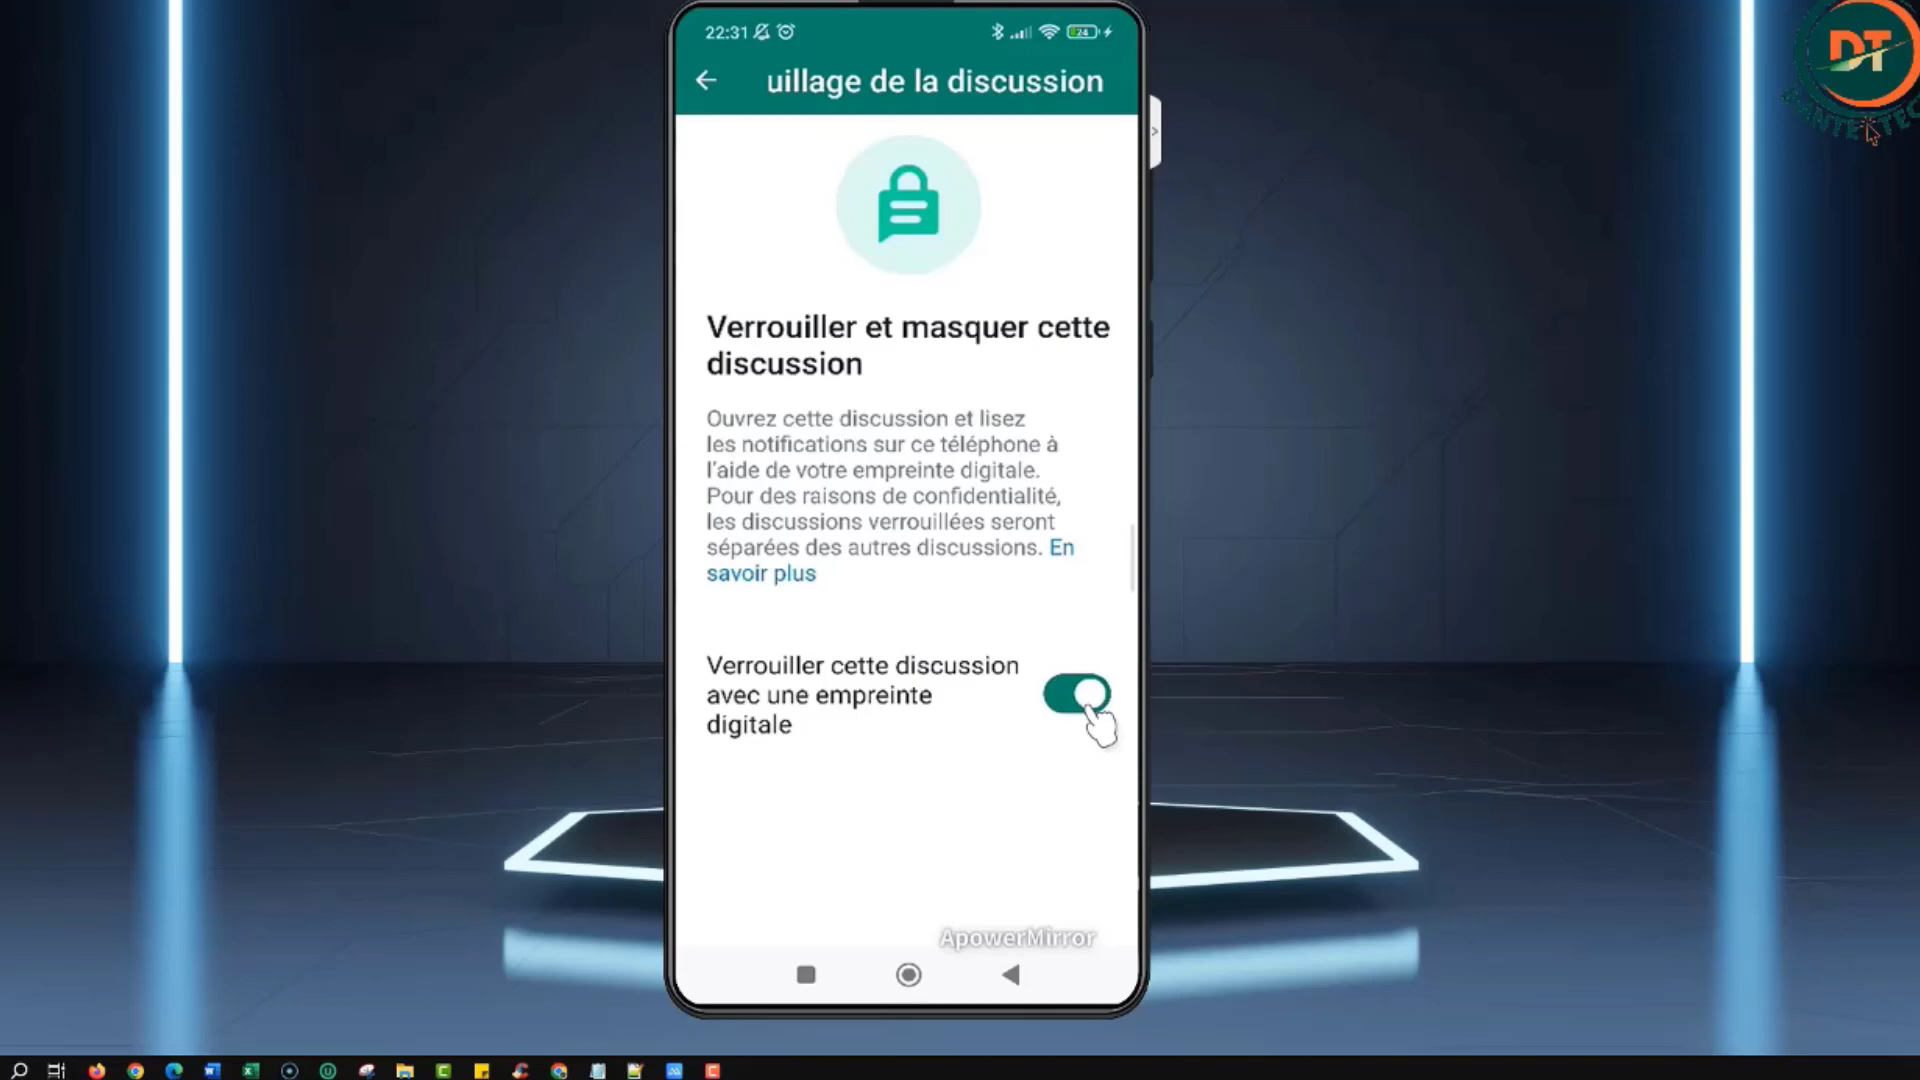 22:31
24
uillage de la discussion
DT
Verrouiller et masquer cette
discussion
Ouvrez cette discussion et lisez
les notifications sur ce téléphone à
l'aide de votre empreinte digitale.
Pour des raisons de confidentialité,
les discussions verrouillées seront
séparées des autres discussions. En
savoir plus
Verrouiller cette discussion
avec une empreinte
digitale
ApowerMirror